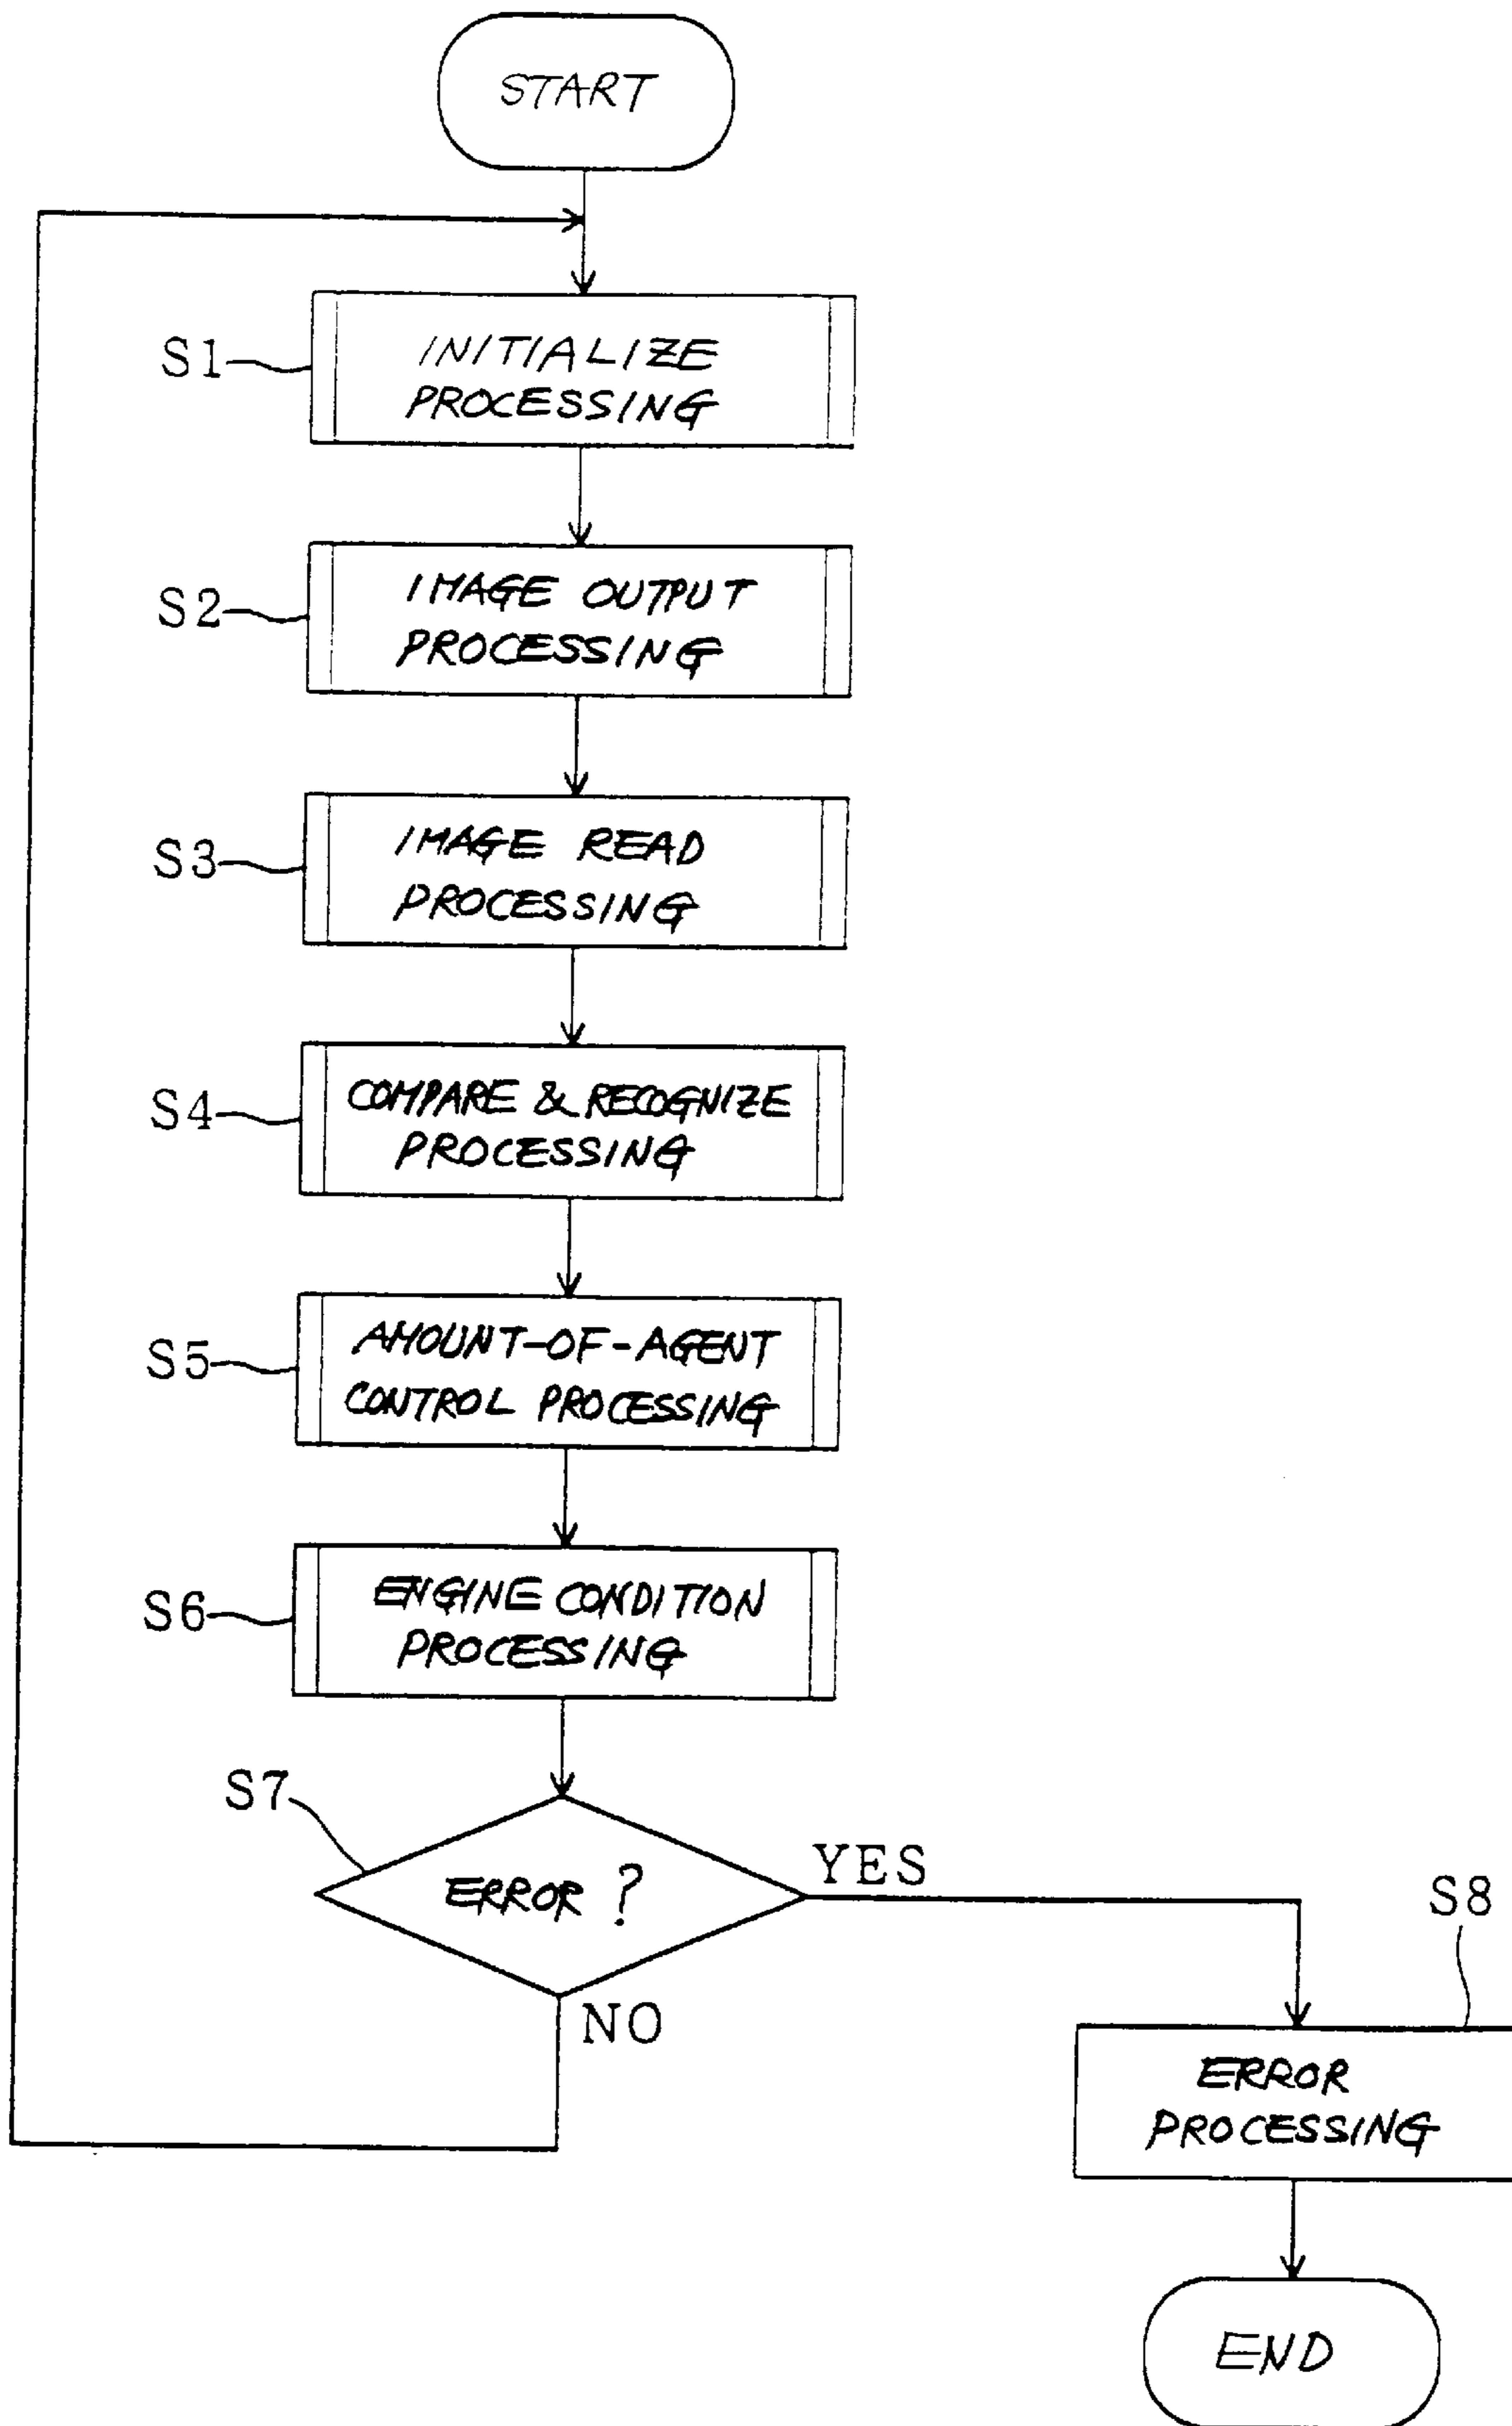 START
S1
INITIALIZE
PROCESSING
S2
IMAGE OUTPUT
PROCESSING
S3
IMAGE READ
PROCESSING
S4
COMPARE & RECOGNIZE
PROCESSING
S5
AMOUNT-OF-AGENT
CONTROL PROCESSING
S6
ENGINE CONDITION
PROCESSING
S7
ERROR ?
YES
NO
S8
ERROR
PROCESSING
END